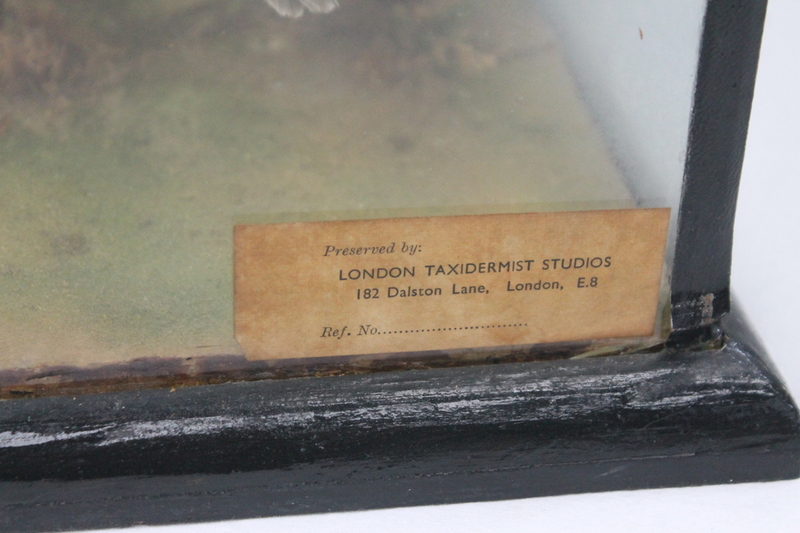 Preserved by:
LONDON TAXIDERMIST STUDIOS
182 Dalston Lane, London, E.8
Ref. No...........................